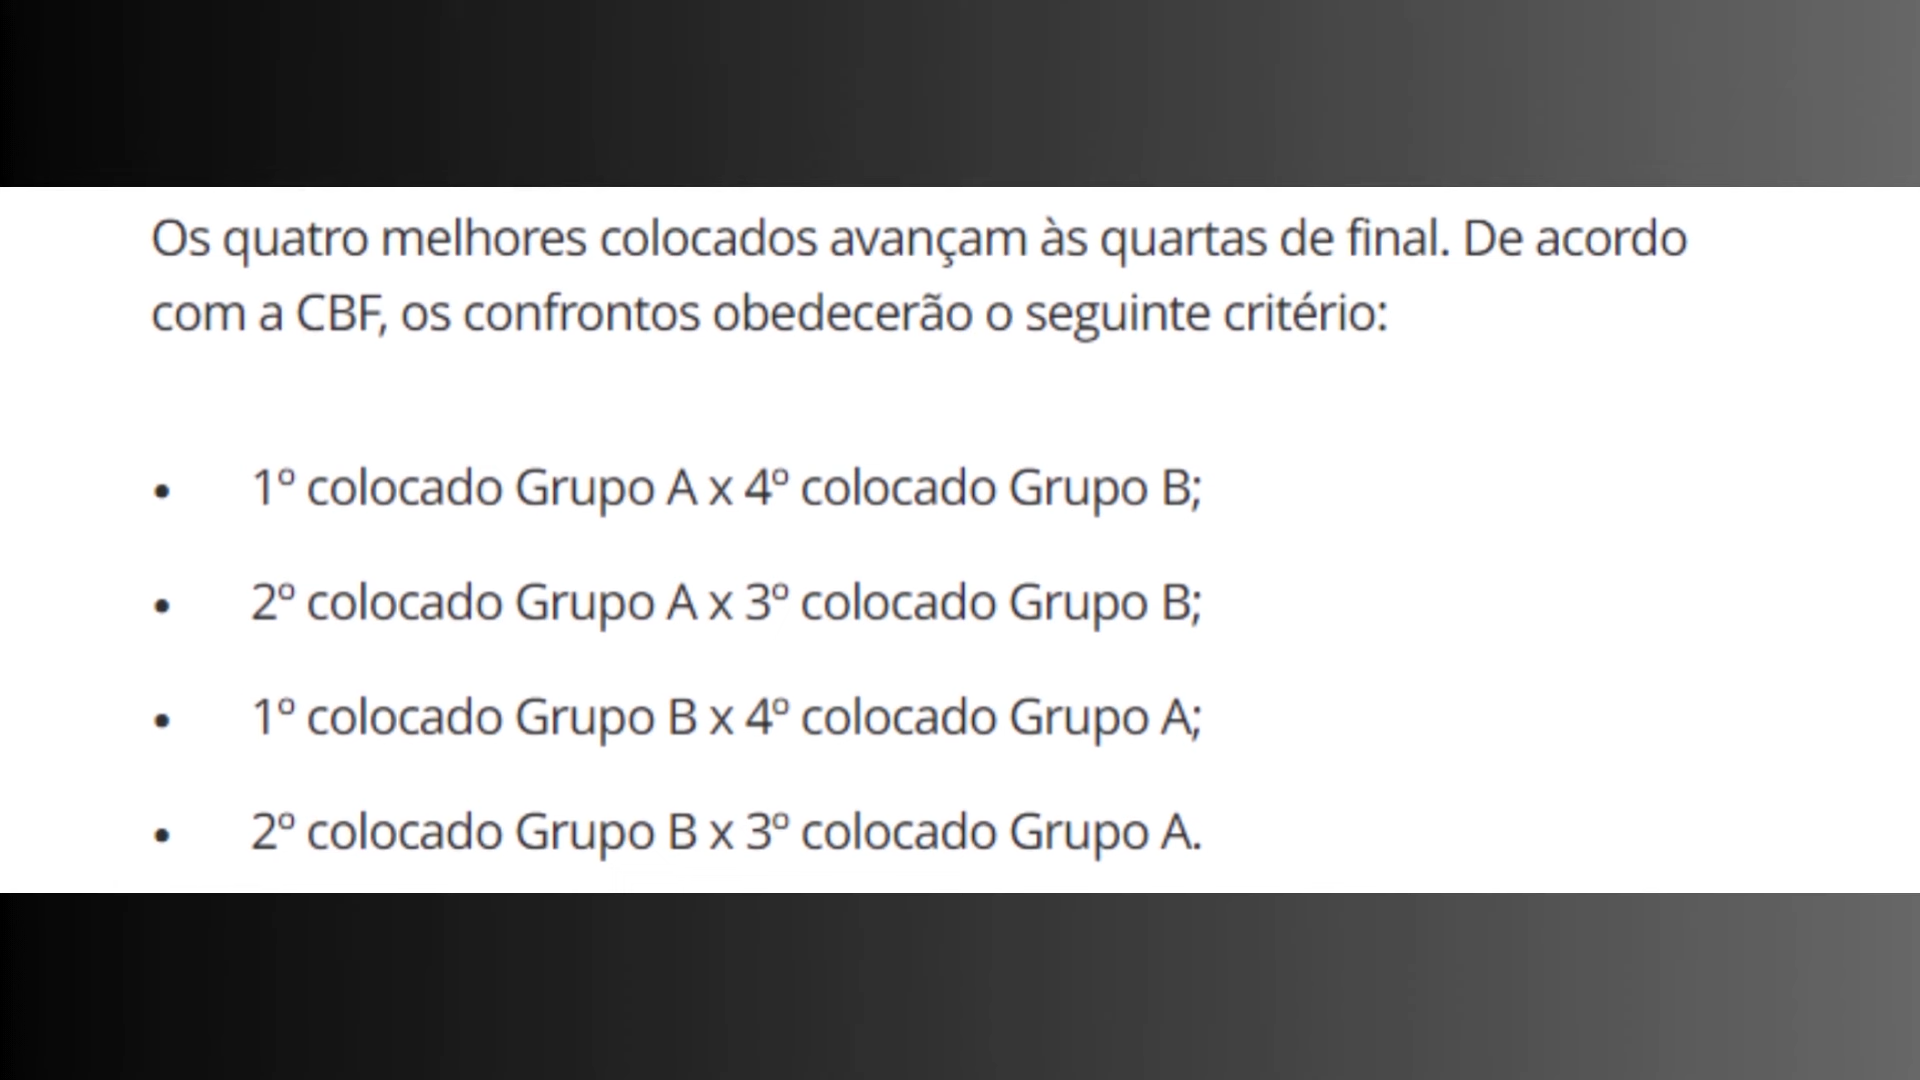 Os quatro melhores colocados avançam às quartas de final. De acordo
com a CBF, os confrontos obedecerão o seguinte critério:
• 1º colocado Grupo A x 4º colocado Grupo B;
• 2º colocado Grupo A x 3º colocado Grupo B;
• 1º colocado Grupo B x 4º colocado Grupo A;
• 2º colocado Grupo B x 3º colocado Grupo A.